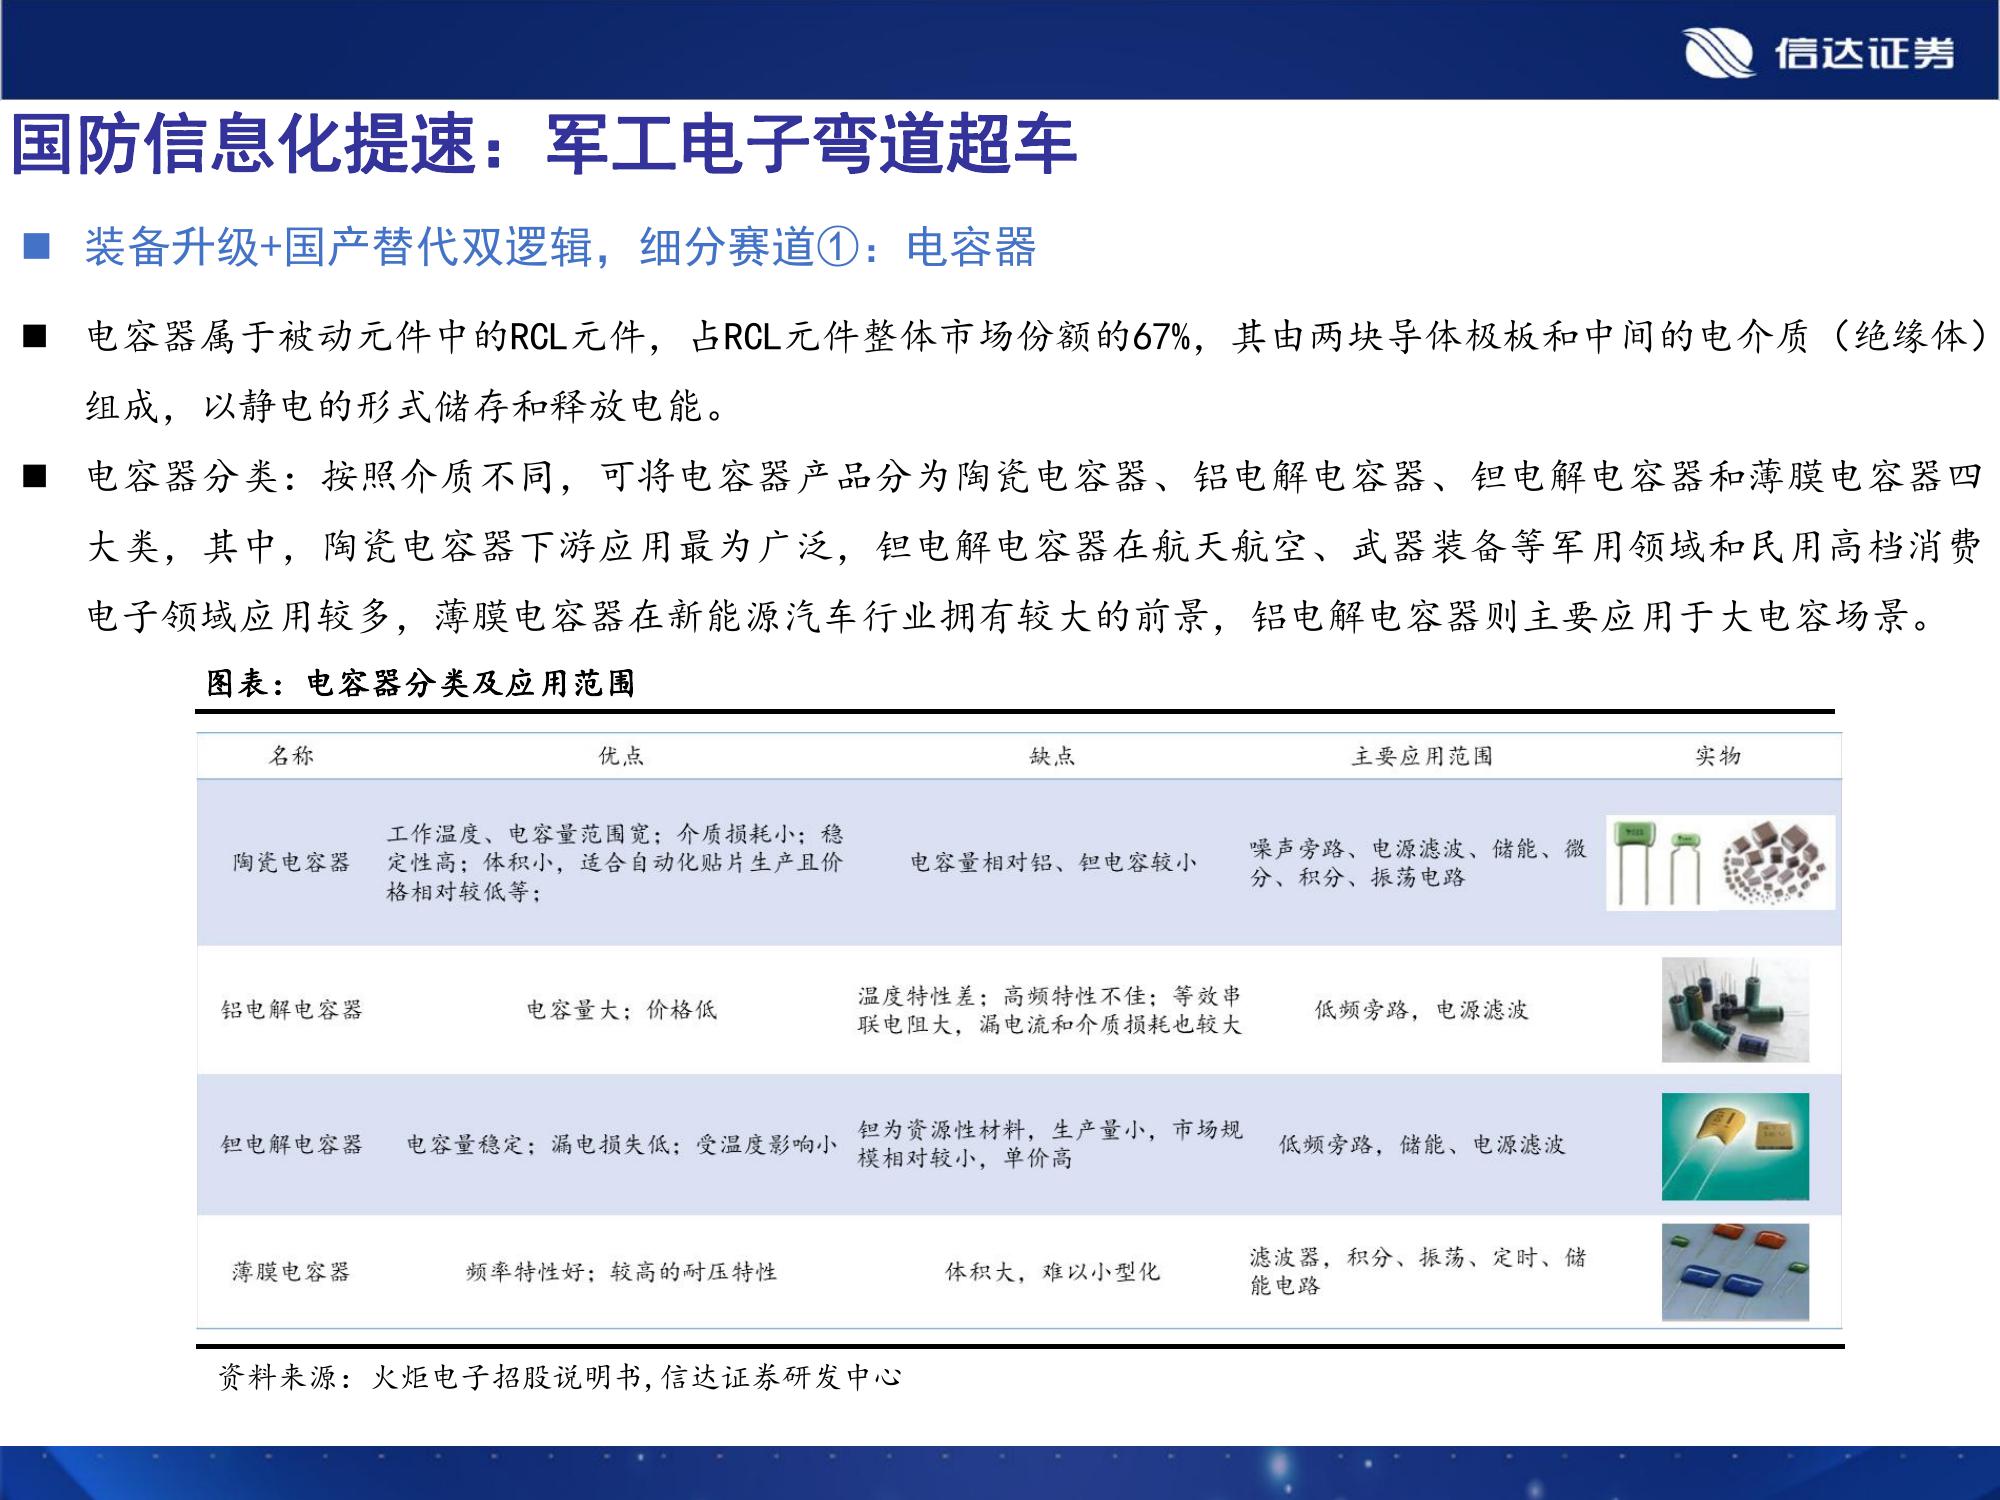 信达证券
国防信息化提速：军工电子弯道超车
■ 装备升级+国产替代双逻辑，细分赛道①：电容器
■ 电容器属于被动元件中的RCL元件，占RCL元件整体市场份额的67%，其由两块导体极板和中间的电介质（绝缘体）
组成，以静电的形式储存和释放电能。
■ 电容器分类：按照介质不同，可将电容器产品分为陶瓷电容器、铝电解电容器、钽电解电容器和薄膜电容器四
大类，其中，陶瓷电容器下游应用最为广泛，钽电解电容器在航天航空、武器装备等军用领域和民用高档消费
电子领域应用较多，薄膜电容器在新能源汽车行业拥有较大的前景，铝电解电容器则主要应用于大电容场景。
图表：电容器分类及应用范围
名称 优点 缺点 主要应用范围 实物
陶瓷电容器
工作温度、电容量范围宽；介质损耗小；稳
定性高；体积小，适合自动化贴片生产且价
格相对较低等；
电容量相对铝、钽电容较小
噪声旁路、电源滤波、储能、微
分、积分、振荡电路
铝电解电容器
电容量大；价格低
温度特性差；高频特性不佳；等效串
联电阻大，漏电流和介质损耗也较大
低频旁路，电源滤波
钽电解电容器
电容量稳定；漏电损失低；受温度影响小
钽为资源性材料，生产量小，市场规
模相对较小，单价高
低频旁路，储能、电源滤波
薄膜电容器
频率特性好；较高的耐压特性
体积大，难以小型化
滤波器，积分、振荡、定时、储
能电路
资料来源：火炬电子招股说明书,信达证券研发中心